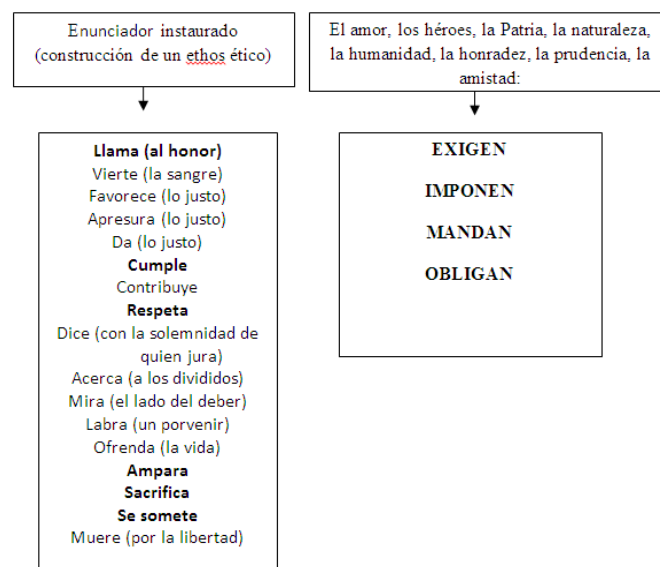 Enunciador instaurado
(construcción de un ethos ético)
Llama (al honor)
Vierte (la sangre)
Favorece (lo justo)
Apresura (lo justo)
Da (lo justo)
Cumple
Contribuye
Respeta
Dice (con la solemnidad de
quien jura)
Acerca (a los divididos)
Mira (el lado del deber)
Labra (un porvenir)
Ofrenda (la vida)
Ampara
Sacrifica
Se somete
Muere (por la libertad)
El amor, los héroes, la Patria, la naturaleza,
la humanidad, la honradez, la prudencia, la
amistad:
EXIGEN
IMPONEN
MANDAN
OBLIGAN